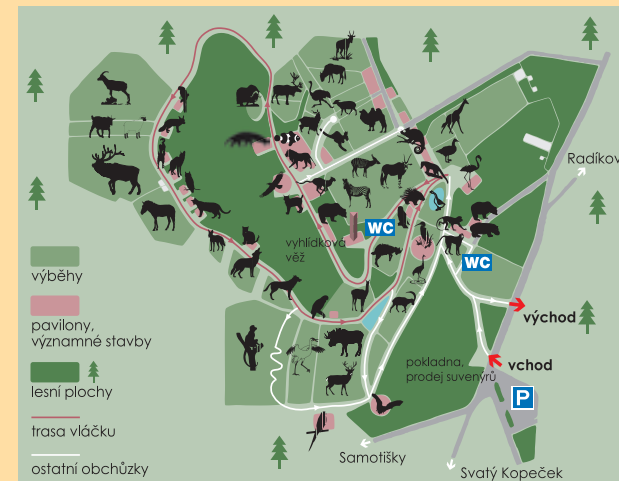 Radíkov
WC
vyhlídková
věž
WC
výběhy
pavilony,
významné stavby
lesní plochy
trasa vláčku
ostatní obchůzky
východ
pokladna,
prodej suvenýrů
vchod
P
Samotišky
Svatý Kopeček